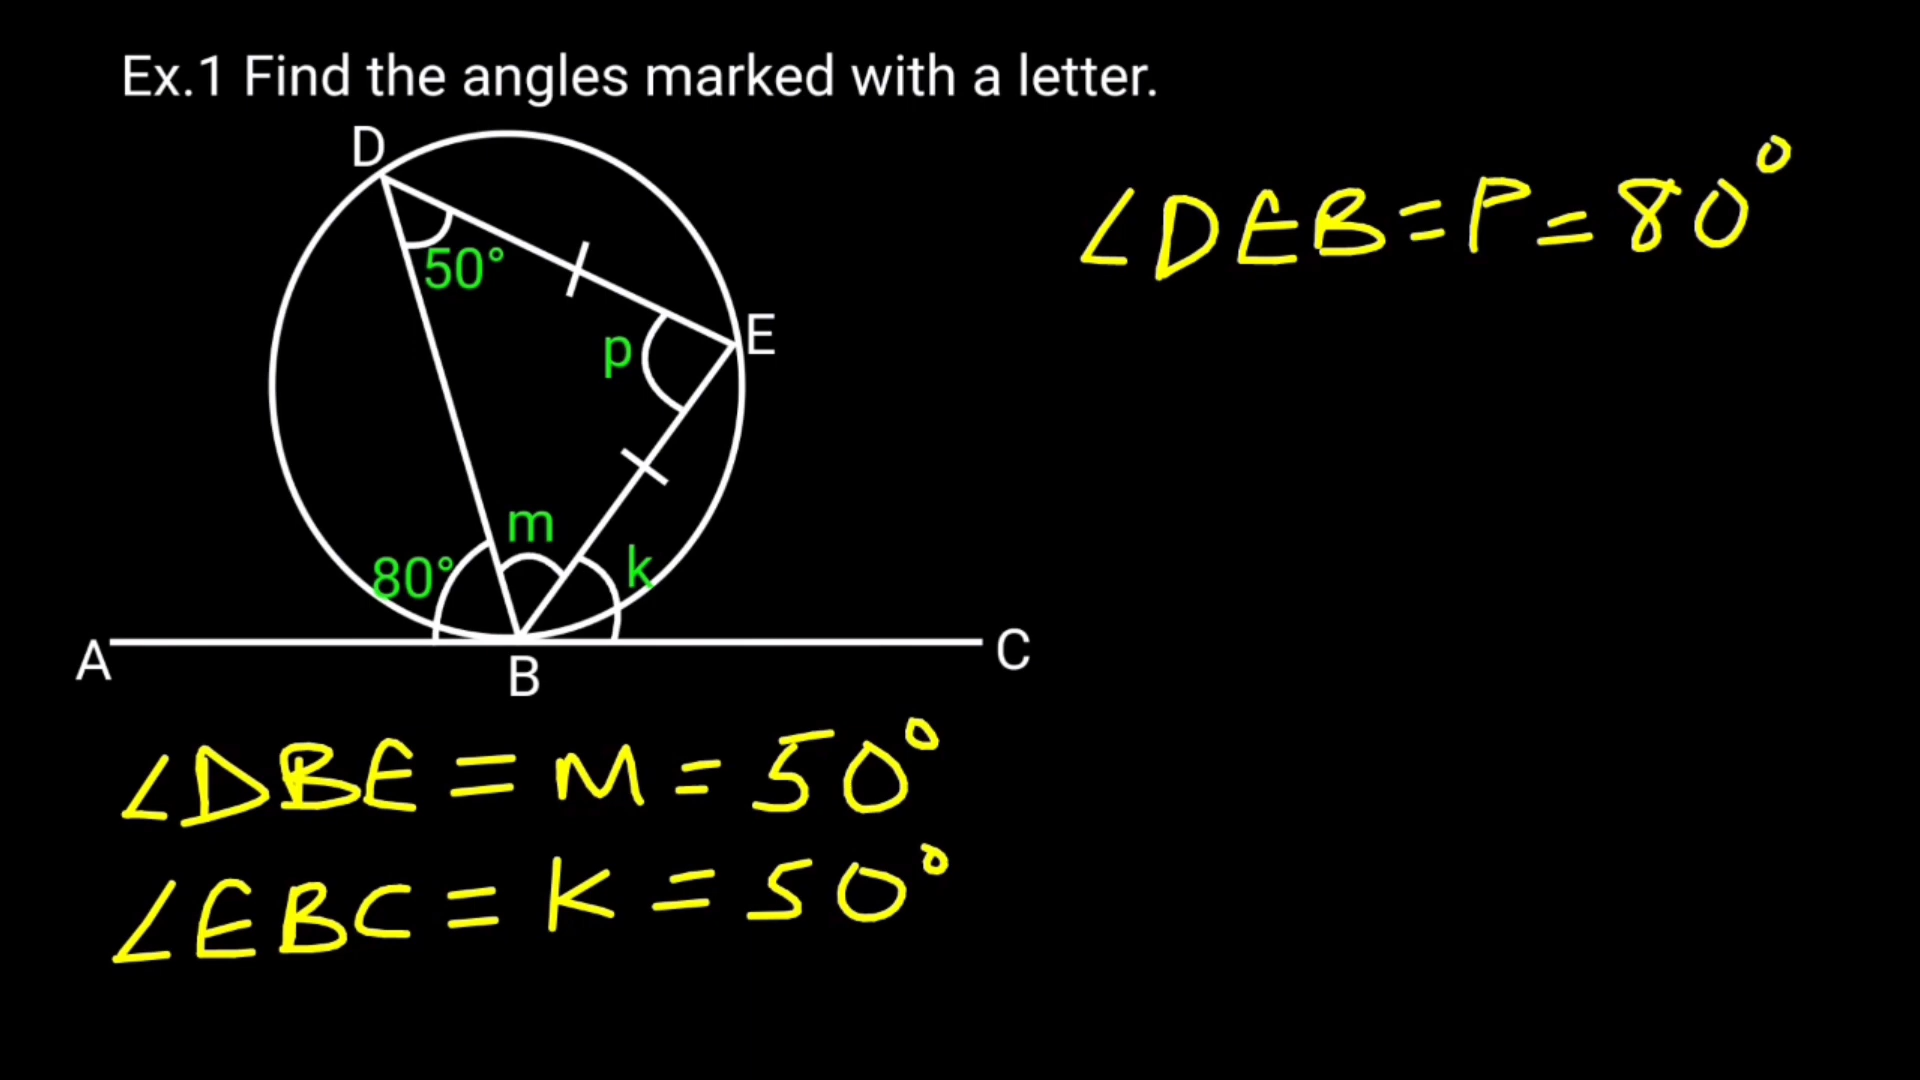 Ex.1 Find the angles marked with a letter.
D
∠DEB=P=80°
50°
E
p
m
80°
k
A
B
C
∠DBE=M=50°
∠EBC=K=50°